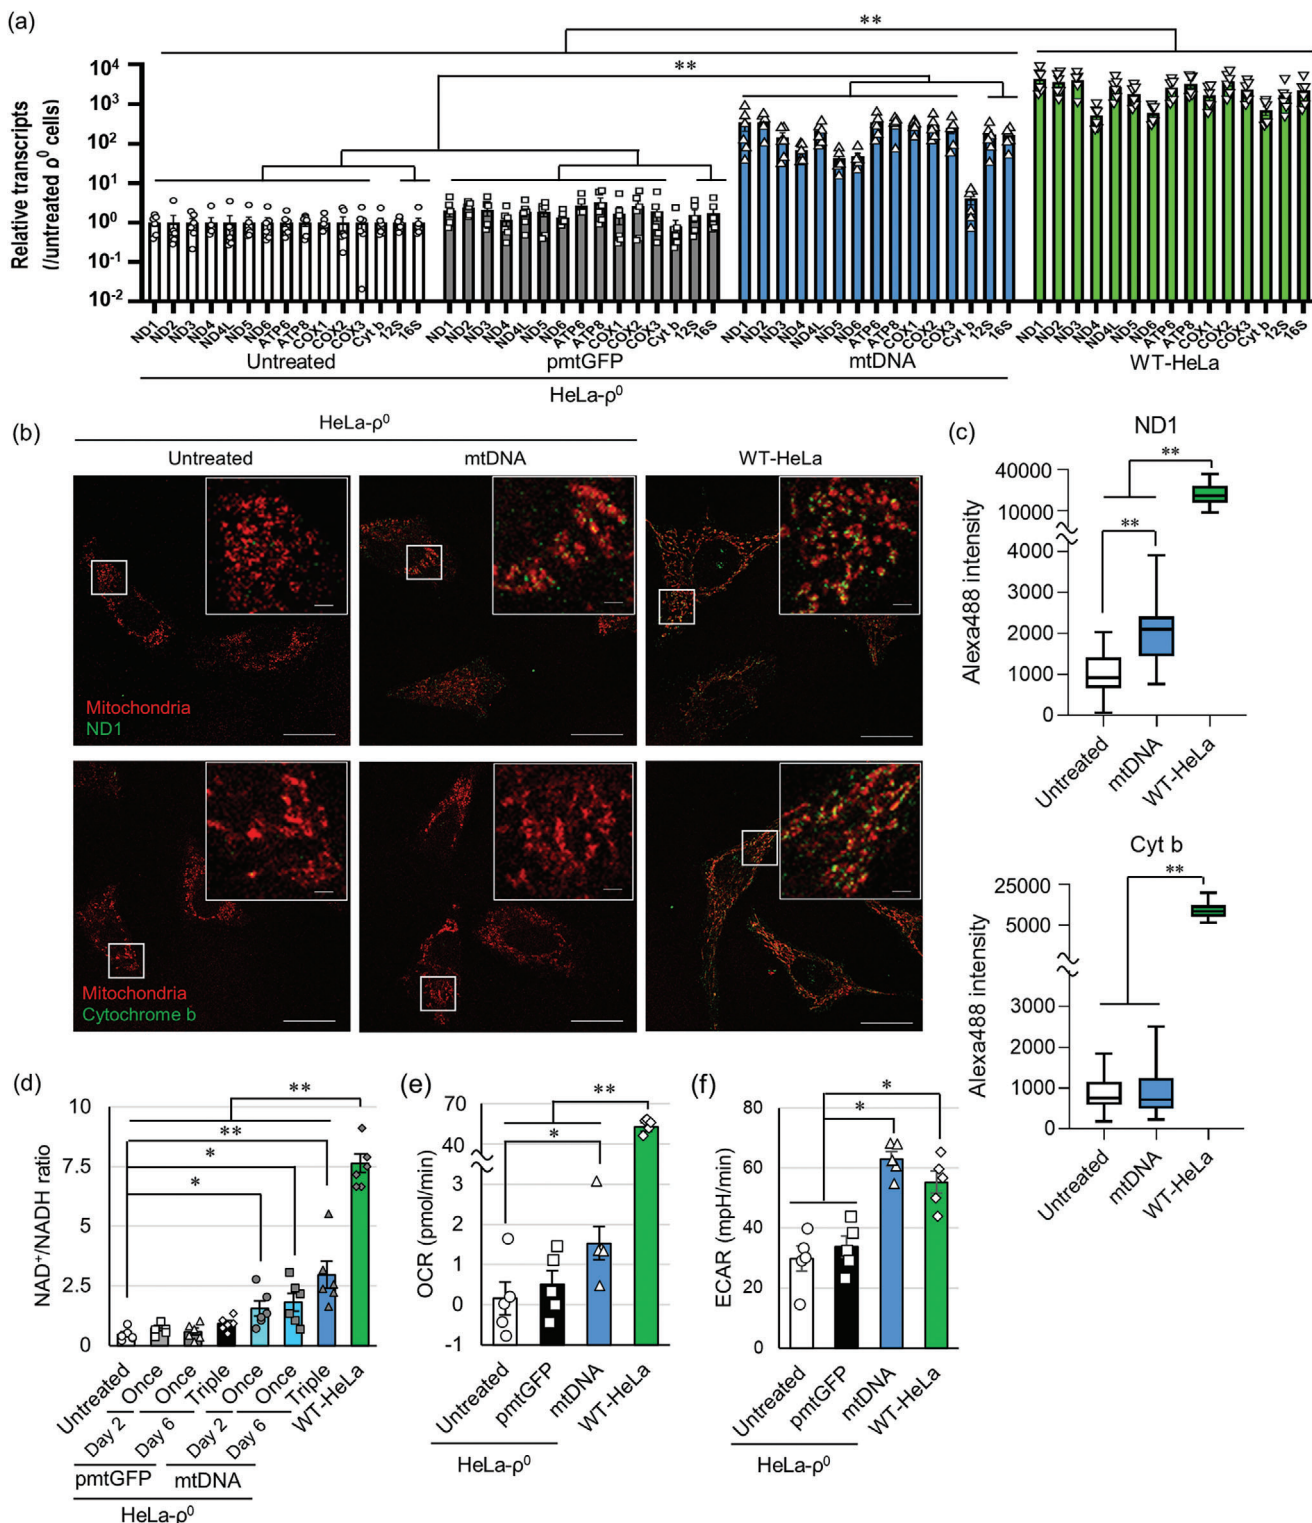 (a)
**
**
Relative transcripts
(/untreated ρ⁰ cells)
10⁴
10³
10²
10¹
10⁰
10⁻¹
10⁻²
ND1 ND2 ND3 ND4 ND4L ND5 ND6 ATP6 ATP8 COX1 COX2 COX3 Cyt b 12S 16S
ND1 ND2 ND3 ND4 ND4L ND5 ND6 ATP6 ATP8 COX1 COX2 COX3 Cyt b 12S 16S
ND1 ND2 ND3 ND4 ND4L ND5 ND6 ATP6 ATP8 COX1 COX2 COX3 Cyt b 12S 16S
ND1 ND2 ND3 ND4 ND4L ND5 ND6 ATP6 ATP8 COX1 COX2 COX3 Cyt b 12S 16S
Untreated pmtGFP mtDNA WT-HeLa
HeLa-ρ⁰
(b)
HeLa-ρ⁰
Untreated mtDNA WT-HeLa
Mitochondria
ND1
Mitochondria
Cytochrome b
(c)
ND1
Alexa488 intensity
40000
10000
4000
3000
2000
1000
0
**
**
Untreated mtDNA WT-HeLa
Cyt b
Alexa488 intensity
25000
5000
3000
2000
1000
0
**
Untreated mtDNA WT-HeLa
(d)
NAD⁺/NADH ratio
10
7.5
5
2.5
0
**
**
*
*
Untreated Once Once Triple Once Once Triple WT-HeLa
Day 2 Day 6 Day 2 Day 6
pmtGFP mtDNA
HeLa-ρ⁰
(e)
OCR (pmol/min)
70
40
3
2
1
0
-1
**
*
Untreated pmtGFP mtDNA WT-HeLa
HeLa-ρ⁰
(f)
ECAR (mpH/min)
80
60
40
20
0
*
*
Untreated pmtGFP mtDNA WT-HeLa
HeLa-ρ⁰